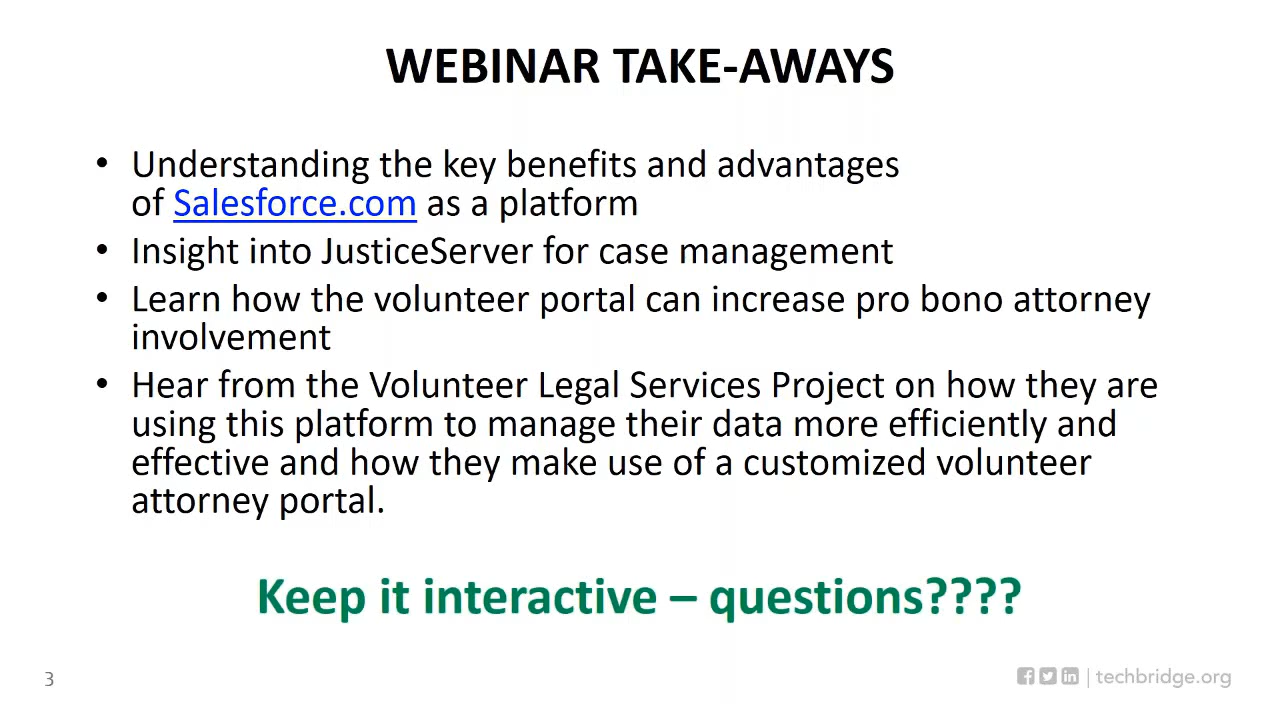 WEBINAR TAKE-AWAYS
• Understanding the key benefits and advantages
of Salesforce.com as a platform
• Insight into JusticeServer for case management
• Learn how the volunteer portal can increase pro bono attorney
involvement
• Hear from the Volunteer Legal Services Project on how they are
using this platform to manage their data more efficiently and
effective and how they make use of a customized volunteer
attorney portal.
Keep it interactive – questions????
3
| techbridge.org